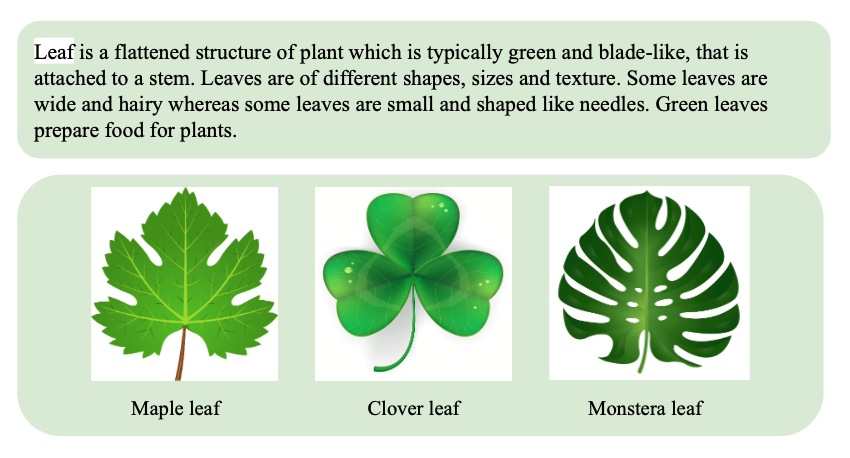 Leaf is a flattened structure of plant which is typically green and blade-like, that is
attached to a stem. Leaves are of different shapes, sizes and texture. Some leaves are
wide and hairy whereas some leaves are small and shaped like needles. Green leaves
prepare food for plants.
Maple leaf
Clover leaf
Monstera leaf